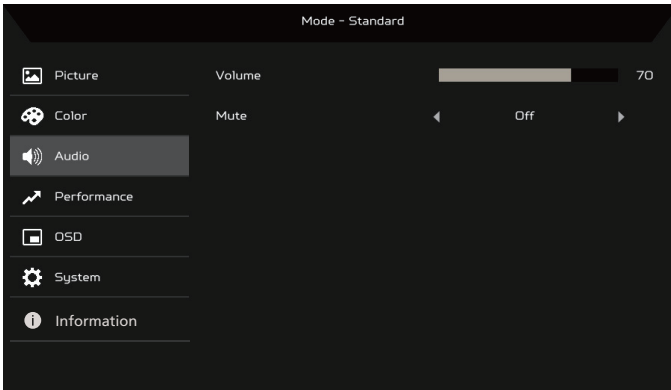 Mode - Standard
Picture
Volume 70
Color
Mute Off
Audio
Performance
OSD
System
Information